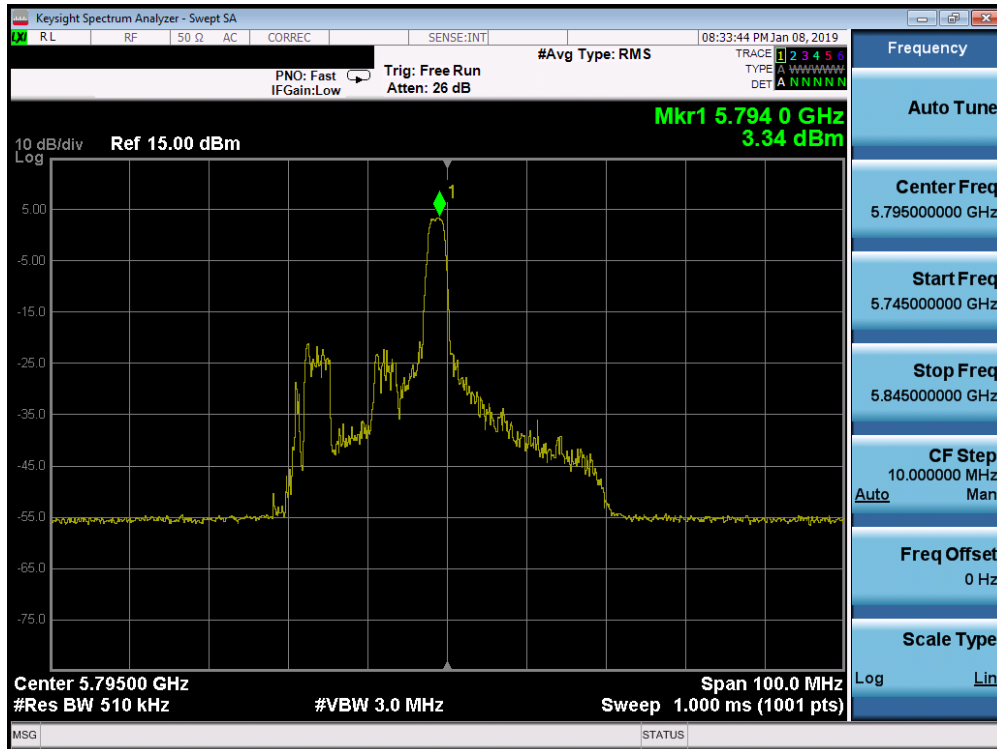 Keysight Spectrum Analyzer - Swept SA
LXI RL RF 50 Ω AC CORREC SENSE:INT 08:33:44 PM Jan 08, 2019
#Avg Type: RMS TRACE 1 2 3 4 5 6
PNO: Fast Trig: Free Run TYPE A WWWWW
IFGain:Low Atten: 26 dB DET A N N N N N
Mkr1 5.794 0 GHz
3.34 dBm
10 dB/div Ref 15.00 dBm
Log
1
5.00
-5.00
-15.0
-25.0
-35.0
-45.0
-55.0
-65.0
-75.0
Center 5.79500 GHz Span 100.0 MHz
#Res BW 510 kHz #VBW 3.0 MHz Sweep 1.000 ms (1001 pts)
MSG STATUS
Frequency
Auto Tune
Center Freq
5.795000000 GHz
Start Freq
5.745000000 GHz
Stop Freq
5.845000000 GHz
CF Step
10.000000 MHz
Auto Man
Freq Offset
0 Hz
Scale Type
Log Lin